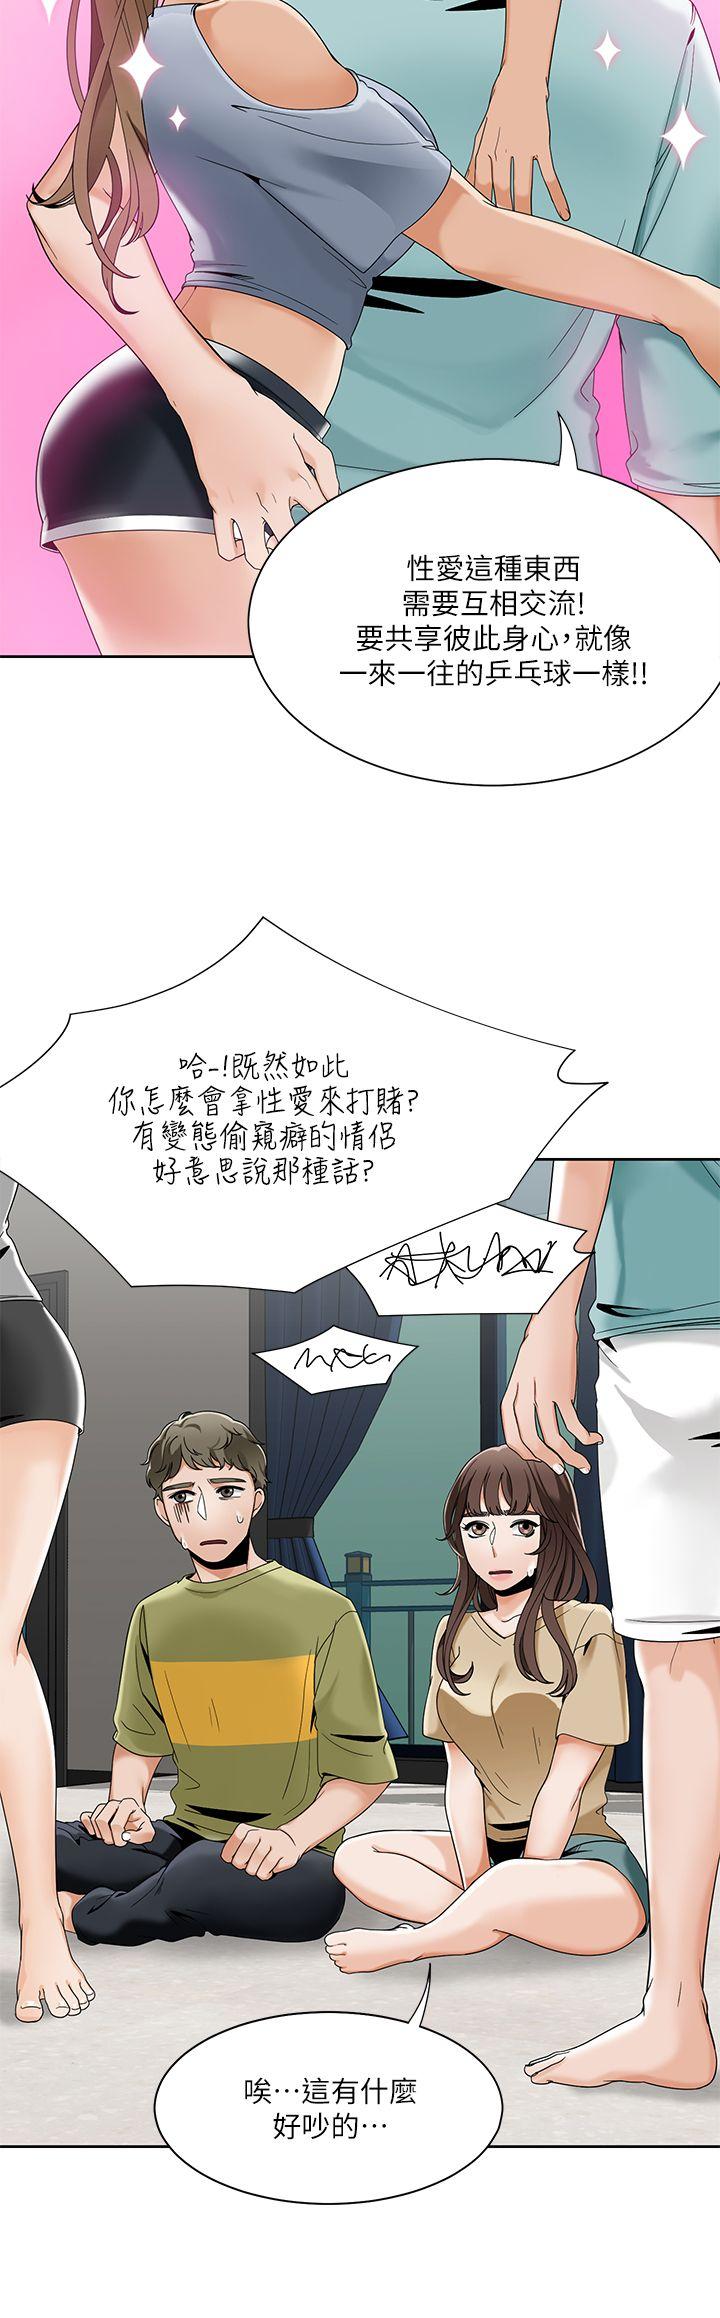 性愛這種東西
需要互相交流!
要共享彼此身心，就像
一來一往的乒乓球一樣!!
哈-!既然如此
你怎麼會拿性愛來打賭?
有變態偷窺癖的情侶
好意思說那種話?
唉…這有什麼
好吵的…